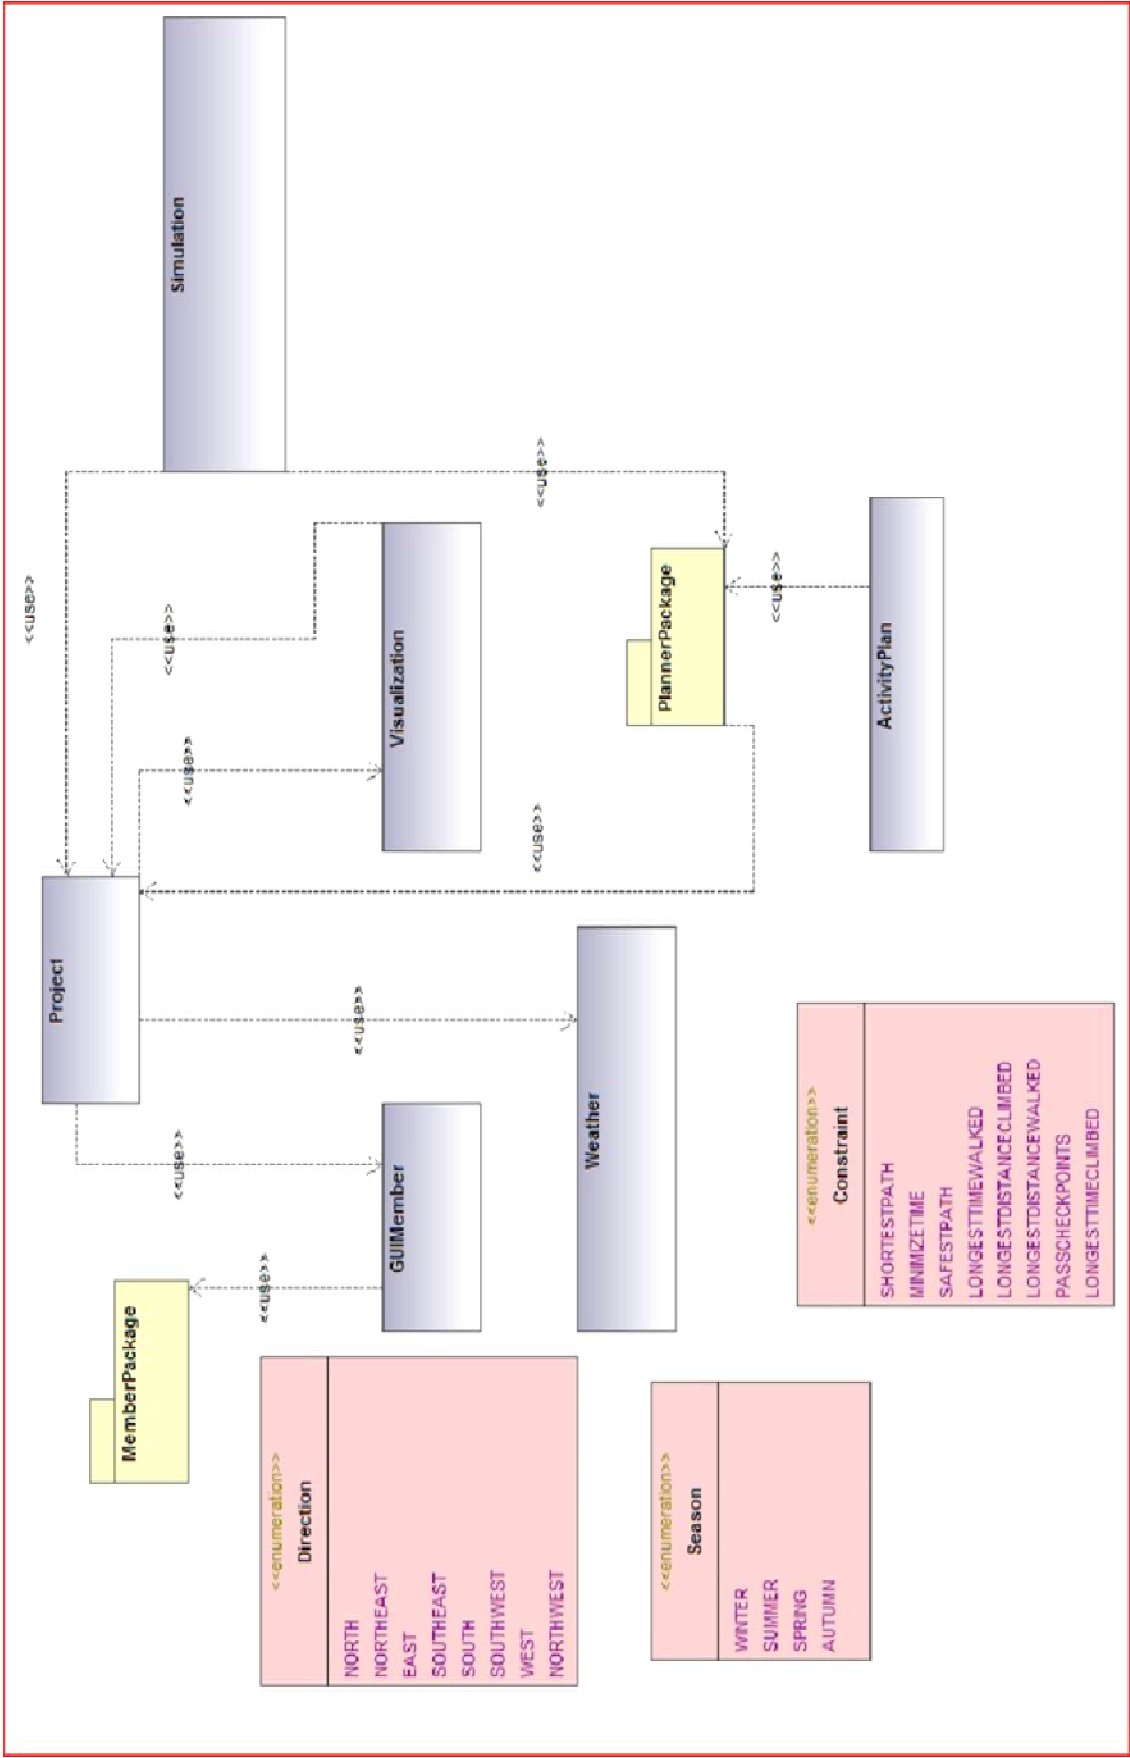 <<use>>
Project
Simulation
MemberPackage
<<use>>
<<use>>
<<use>>
<<use>>
<<enumeration>>
Direction
NORTH
NORTHEAST
EAST
SOUTHEAST
SOUTH
SOUTHWEST
WEST
NORTHWEST
GUIMember
<<use>>
Visualization
<<use>>
<<use>>
Weather
<<enumeration>>
Season
WINTER
SUMMER
SPRING
AUTUMN
PlannerPackage
<<use>>
<<enumeration>>
Constraint
SHORTESTPATH
MINIMIZETIME
SAFESTPATH
LONGESTTIMEWALKED
LONGESTDISTANCECLIMBED
LONGESTDISTANCEWALKED
PASSCHECKPOINTS
LONGESTTIMECLIMBED
ActivityPlan